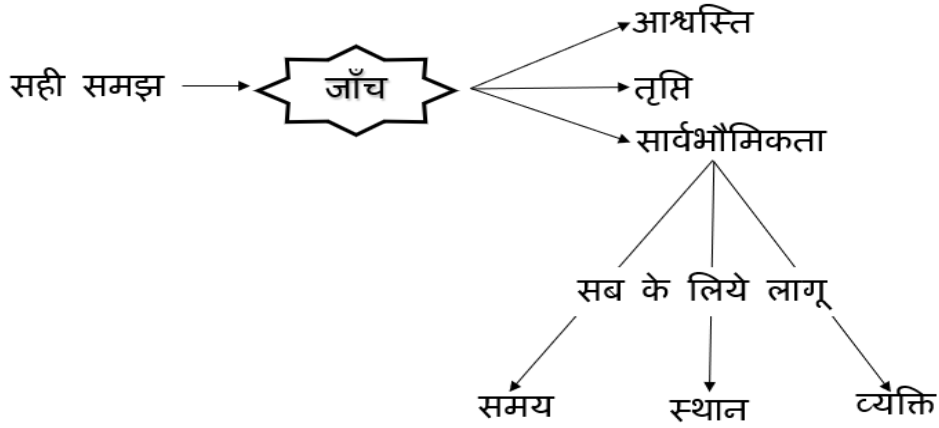 आश्वस्ति
सही समझ जाँच तृप्ति
सार्वभौमिकता
सब के लिये लागू
समय स्थान व्यक्ति